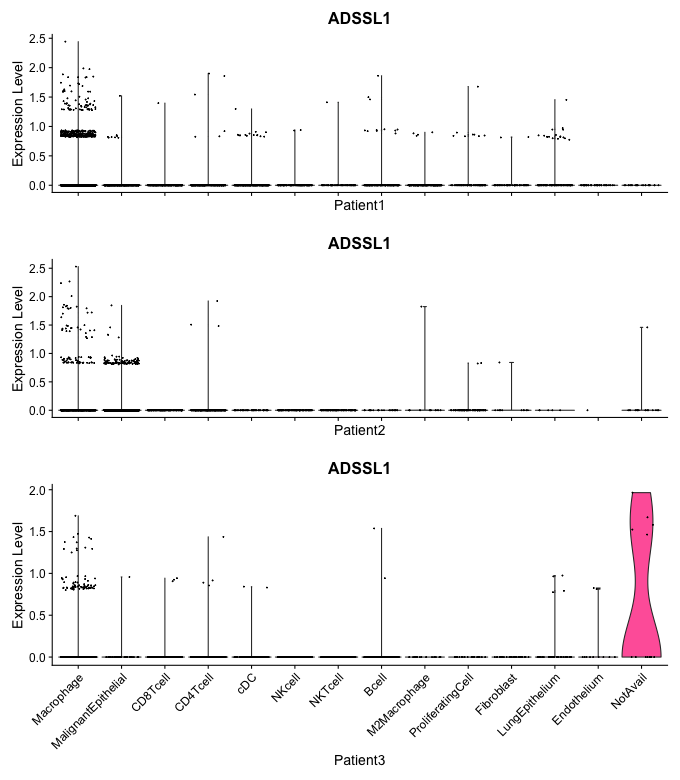 ADSSL1
Expression Level
2.5
2.0
1.5
1.0
0.5
0.0
Patient1
ADSSL1
Expression Level
2.5
2.0
1.5
1.0
0.5
0.0
Patient2
ADSSL1
Expression Level
2.0
1.5
1.0
0.5
0.0
Macrophage
MalignantEpithelial
CD8Tcell
CD4Tcell
cDC
NKcell
NKTcell
Bcell
M2Macrophage
ProliferatingCell
Fibroblast
LungEpithelium
Endothelium
NotAvail
Patient3